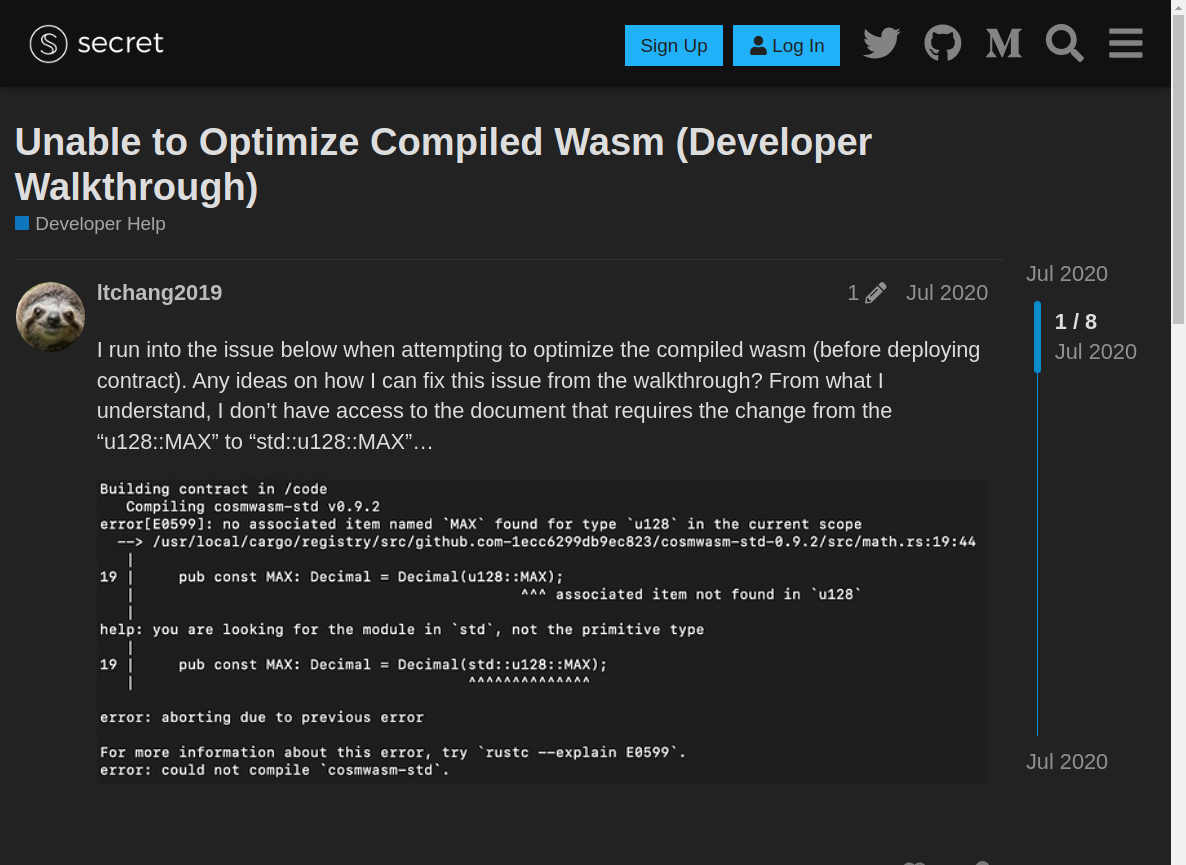 secret
Sign Up
Log In
Unable to Optimize Compiled Wasm (Developer
Walkthrough)
Developer Help
ltchang2019
1
Jul 2020
I run into the issue below when attempting to optimize the compiled wasm (before deploying
contract). Any ideas on how I can fix this issue from the walkthrough? From what I
understand, I don’t have access to the document that requires the change from the
“u128::MAX” to “std::u128::MAX”…
Building contract in /code
Compiling cosmwasm-std v0.9.2
error[E0599]: no associated item named `MAX` found for type `u128` in the current scope
--> /usr/local/cargo/registry/src/github.com-1ecc6299db9ec823/cosmwasm-std-0.9.2/src/math.rs:19:44
|
19 |     pub const MAX: Decimal = Decimal(u128::MAX);
|                                            ^^^ associated item not found in `u128`
|
help: you are looking for the module in `std`, not the primitive type
|
19 |     pub const MAX: Decimal = Decimal(std::u128::MAX);
|                                      ^^^^^^^^^^^^^^
error: aborting due to previous error
For more information about this error, try `rustc --explain E0599`.
error: could not compile `cosmwasm-std`.
Jul 2020
1 / 8
Jul 2020
Jul 2020